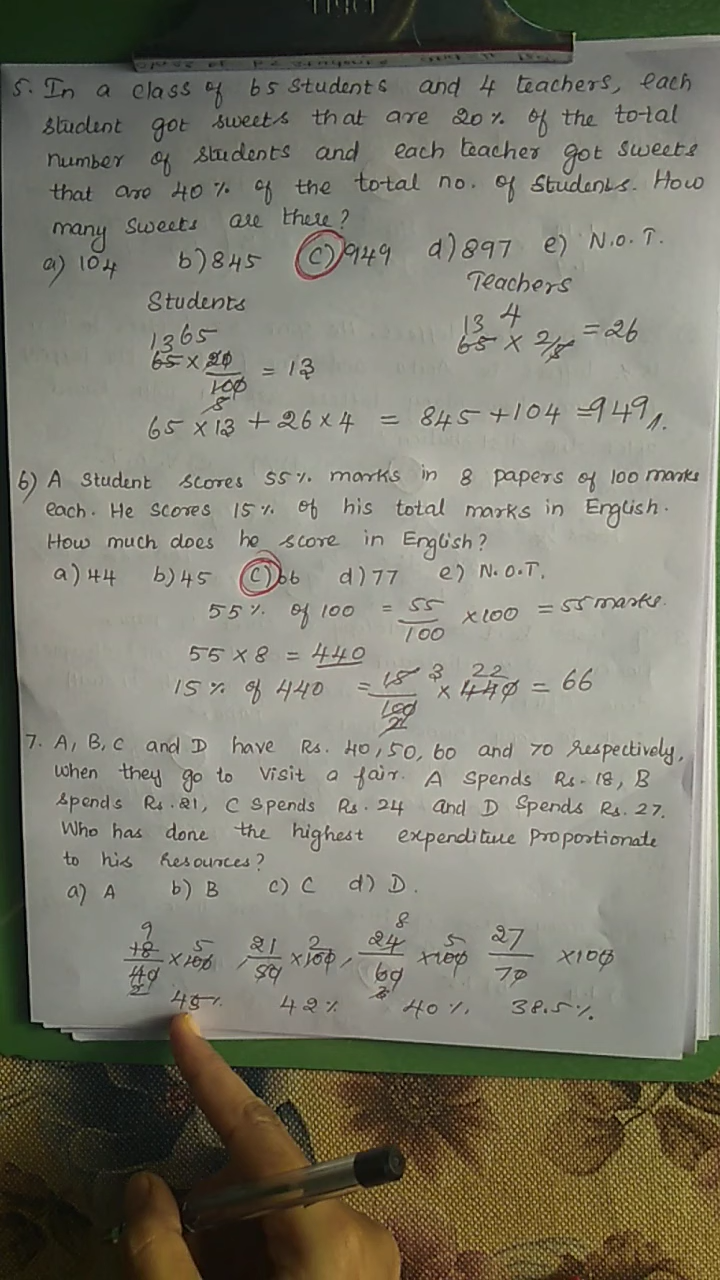 5. In a class of 65 students and 4 teachers, each
student got sweets that are 20% of the total
number of students and each teacher got sweets
that are 40% of the total no. of students. How
many sweets are there?
a) 104 b) 845 c) 949 d) 897 e) N.O.T.
Students Teachers
13 65 13 4
65 × 20/100 = 13 65 × 2/5 = 26
5
65 × 13 + 26 × 4 = 845 + 104 = 949
6) A student scores 55% marks in 8 papers of 100 marks
each. He scores 15% of his total marks in English.
How much does he score in English?
a) 44 b) 45 c) 66 d) 77 e) N.O.T.
55% of 100 = 55/100 × 100 = 55 marks.
55 × 8 = 440
15% of 440 = 15/100 3 × 22 440 = 66
2
7. A, B, C and D have Rs. 40, 50, 60 and 70 respectively,
when they go to visit a fair. A spends Rs. 18, B
spends Rs. 21, C spends Rs. 24 and D spends Rs. 27.
Who has done the highest expenditure proportionate
to his resources?
a) A b) B c) C d) D.
9 5 2 8 5
18/40 × 100, 21/50 × 100, 24/60 × 100 27/70 × 100
2
45% 42% 40%. 38.5%.